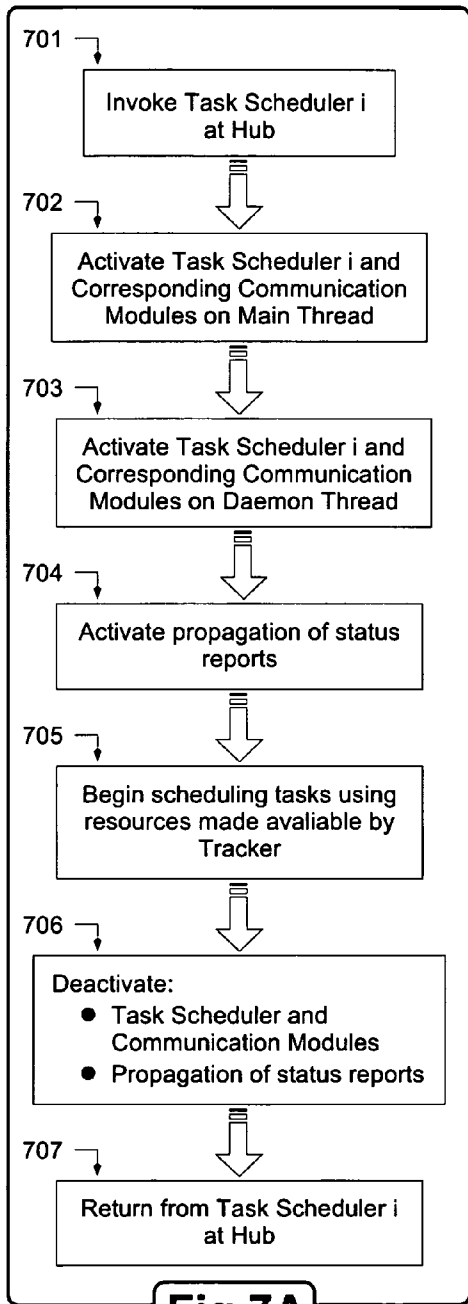 701
Invoke Task Scheduler i
at Hub
702
Activate Task Scheduler i and
Corresponding Communication
Modules on Main Thread
703
Activate Task Scheduler i and
Corresponding Communication
Modules on Daemon Thread
704
Activate propagation of status
reports
705
Begin scheduling tasks using
resources made avaliable by
Tracker
706
Deactivate:
● Task Scheduler and
Communication Modules
● Propagation of status reports
707
Return from Task Scheduler i
at Hub
Fig 7A